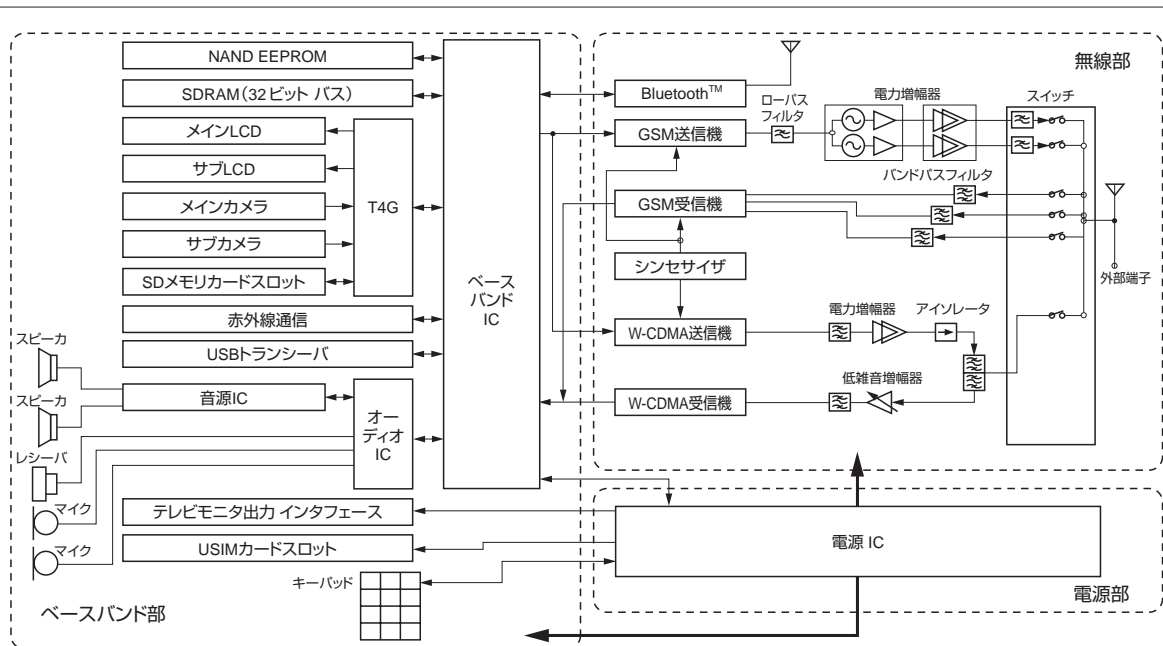 NAND EEPROM
SDRAM(32ビット バス)
メインLCD
サブLCD
メインカメラ
サブカメラ
SDメモリカードスロット
T4G
赤外線通信
USBトランシーバ
スピーカ
スピーカ
音源IC
レシーバ
オー
ディオ
IC
マイク
マイク
テレビモニタ出力 インタフェース
USIMカードスロット
キーパッド
ベースバンド部
ベース
バンド
IC
無線部
Bluetooth™
GSM送信機
ローパス
フィルタ
電力増幅器
スイッチ
バンドパスフィルタ
GSM受信機
シンセサイザ
外部端子
W-CDMA送信機
電力増幅器
アイソレータ
低雑音増幅器
W-CDMA受信機
電源 IC
電源部